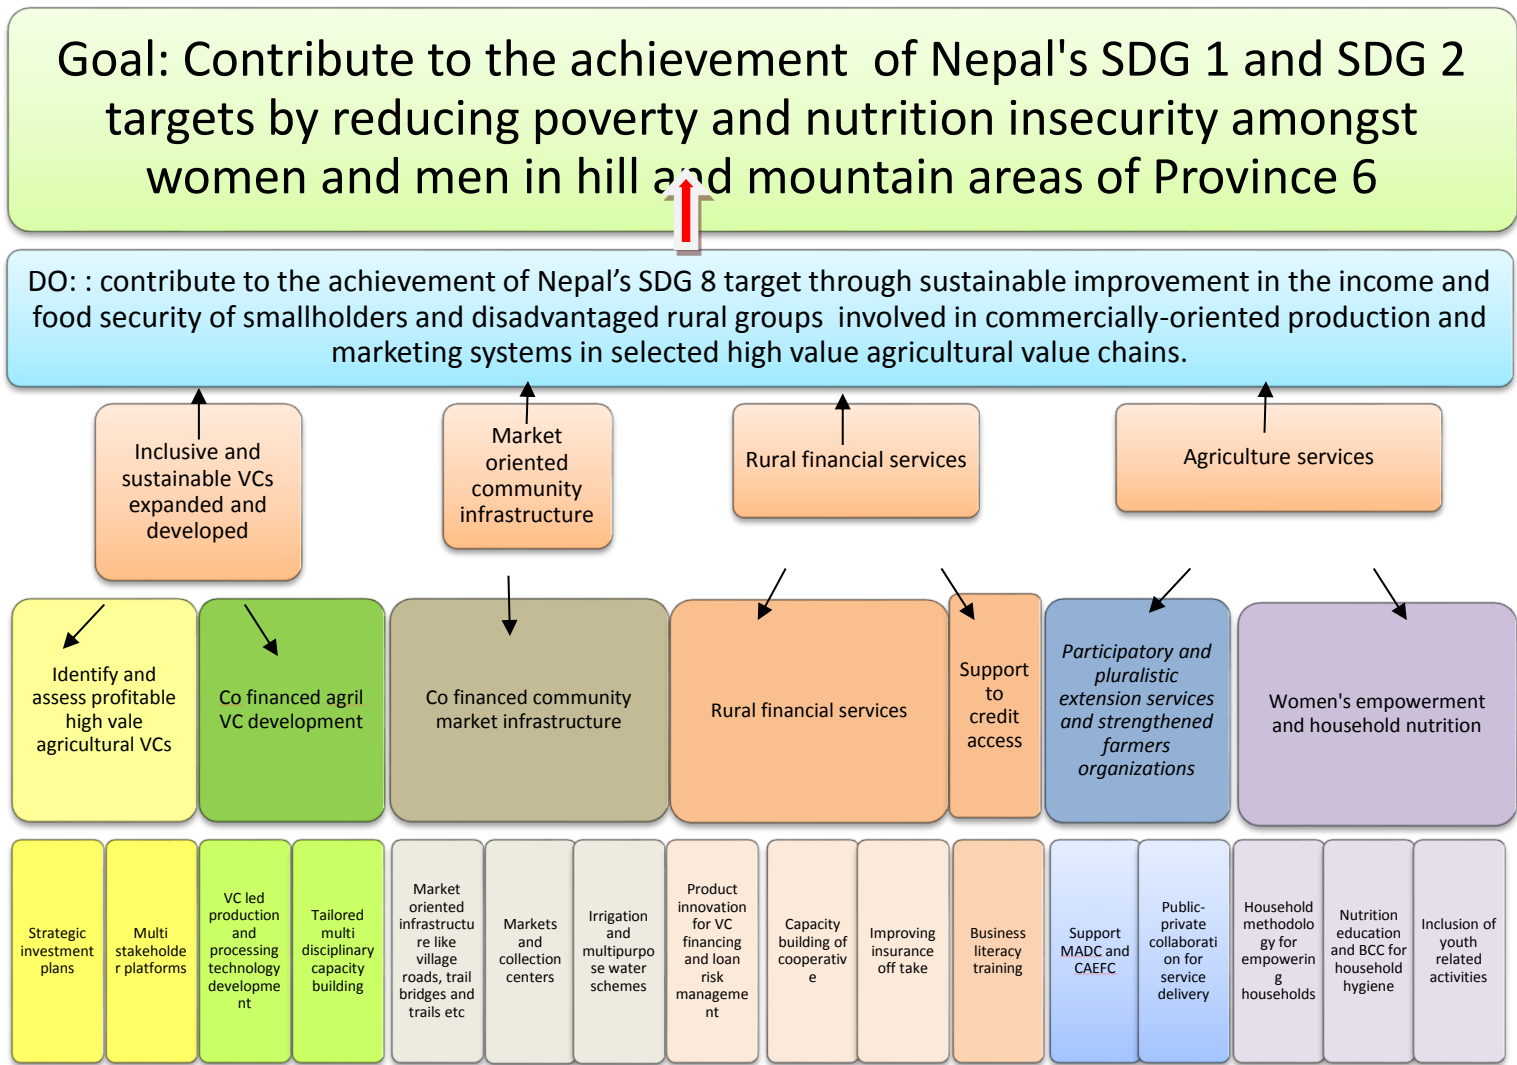 Goal: Contribute to the achievement  of Nepal's SDG 1 and SDG 2
targets by reducing poverty and nutrition insecurity amongst
women and men in hill and mountain areas of Province 6
DO: : contribute to the achievement of Nepal’s SDG 8 target through sustainable improvement in the income and
food security of smallholders and disadvantaged rural groups  involved in commercially-oriented production and
marketing systems in selected high value agricultural value chains.
Inclusive and
sustainable VCs
expanded and
developed
Market
oriented
community
infrastructure
Rural financial services
Agriculture services
Identify and
assess profitable
high vale
agricultural VCs
Co financed agril
VC development
Co financed community
market infrastructure
Rural financial services
Support
to
credit
access
Participatory and
pluralistic
extension services
and strengthened
farmers
organizations
Women's empowerment
and household nutrition
Strategic
investment
plans
Multi
stakeholde
r platforms
VC led
production
and
processing
technology
developme
nt
Tailored
multi
disciplinary
capacity
building
Market
oriented
infrastructu
re like
village
roads, trail
bridges and
trails etc
Markets
and
collection
centers
Irrigation
and
multipurpo
se water
schemes
Product
innovation
for VC
financing
and loan
risk
manageme
nt
Capacity
building of
cooperativ
e
Improving
insurance
off take
Business
literacy
training
Support
MADC and
CAEFC
Public-
private
collaborati
on for
service
delivery
Household
methodolo
gy for
empowerin
g
households
Nutrition
education
and BCC for
household
hygiene
Inclusion of
youth
related
activities